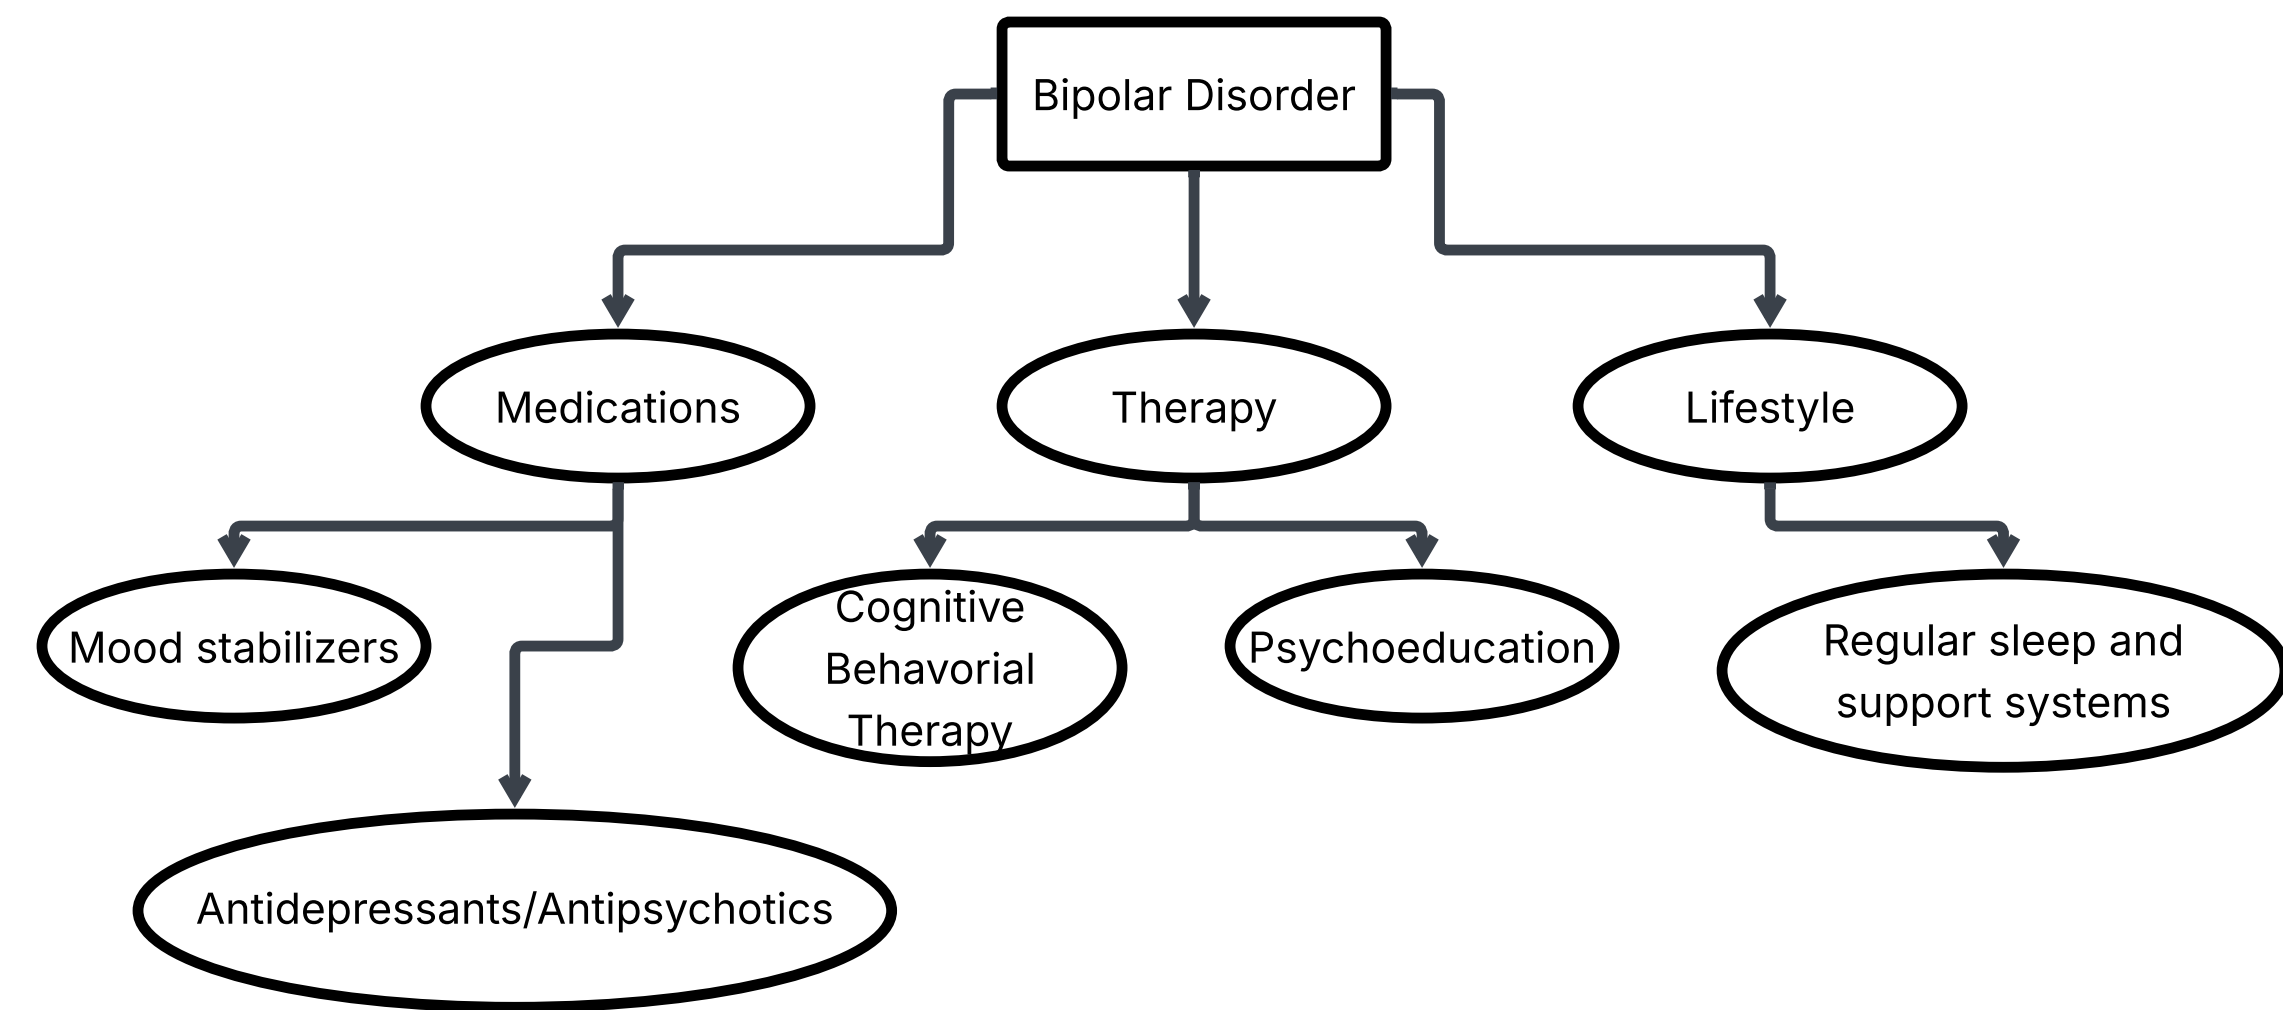 Bipolar Disorder
Medications
Therapy
Lifestyle
Mood stabilizers
Cognitive
Behavorial
Therapy
Psychoeducation
Regular sleep and
support systems
Antidepressants/Antipsychotics